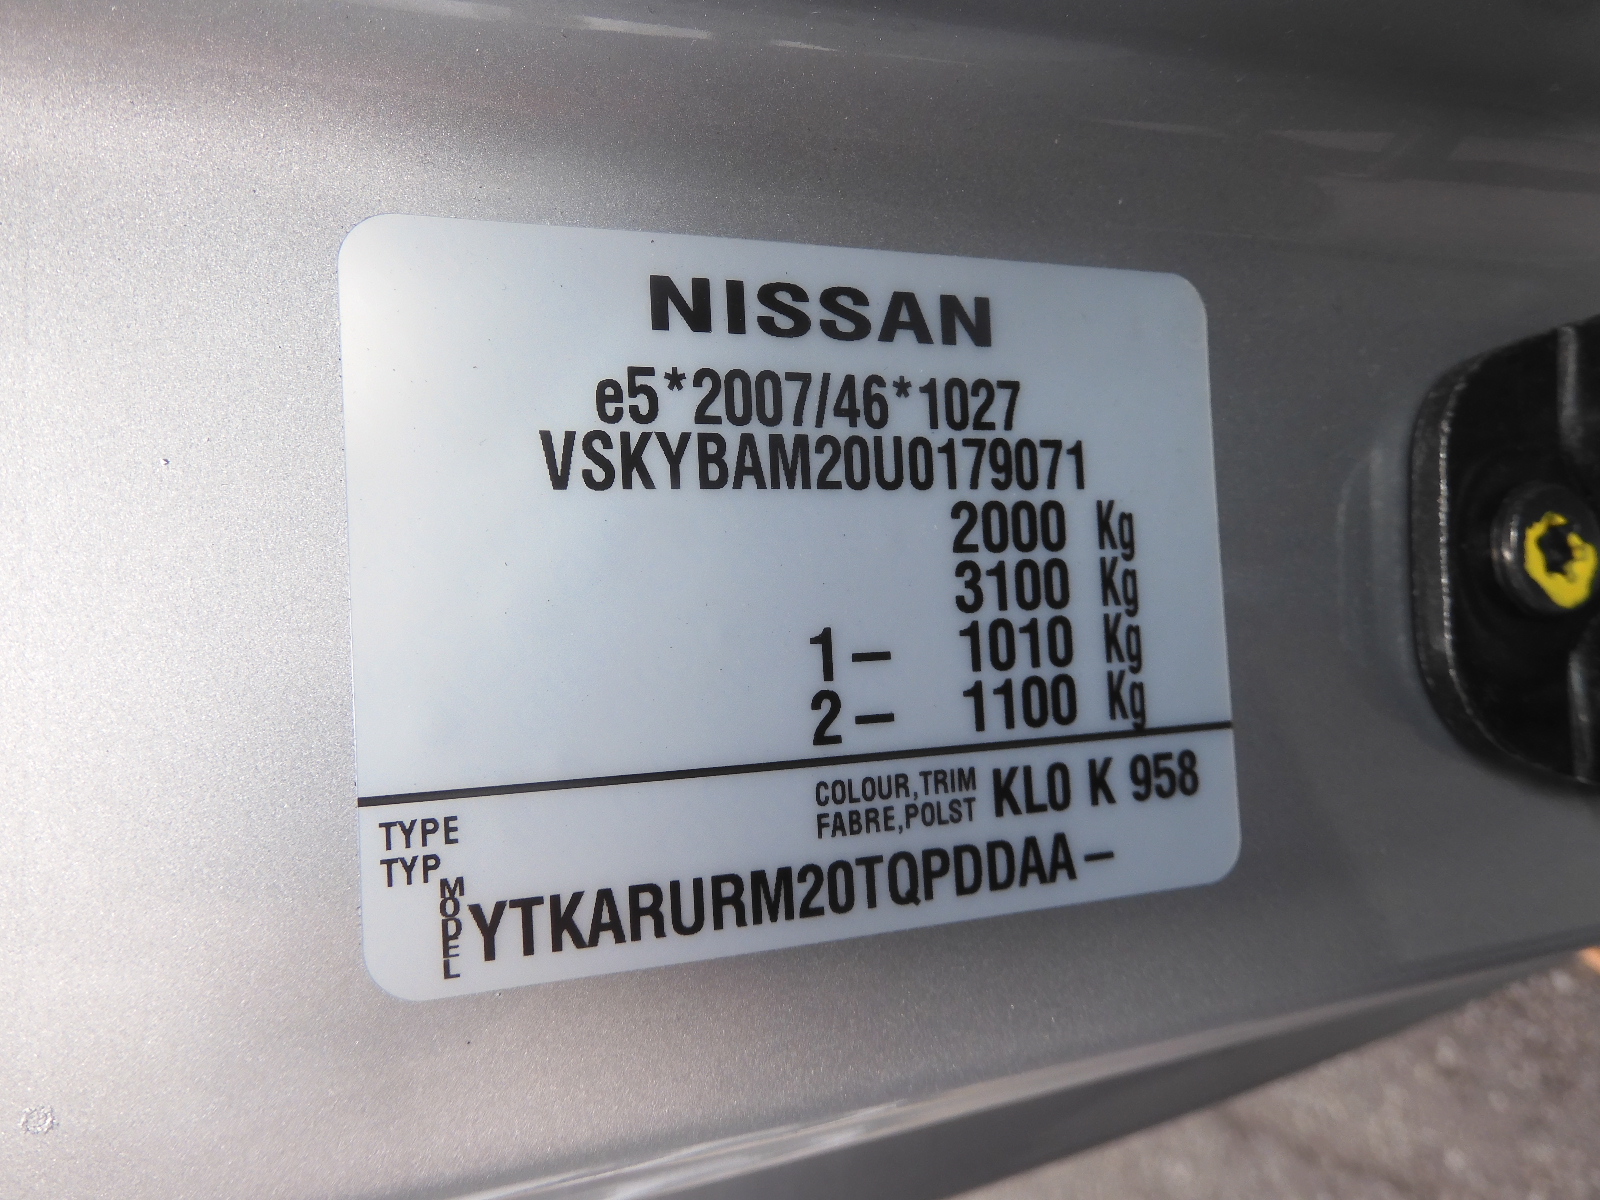 NISSAN
e5*2007/46*1027
VSKYBAM20U0179071
2000 Kg
3100 Kg
1– 1010 Kg
2– 1100 Kg
COLOUR,TRIM KL0 K 958
FABRE,POLST
TYPE
TYP
MODEL YTKARURM20TQPDDAA–